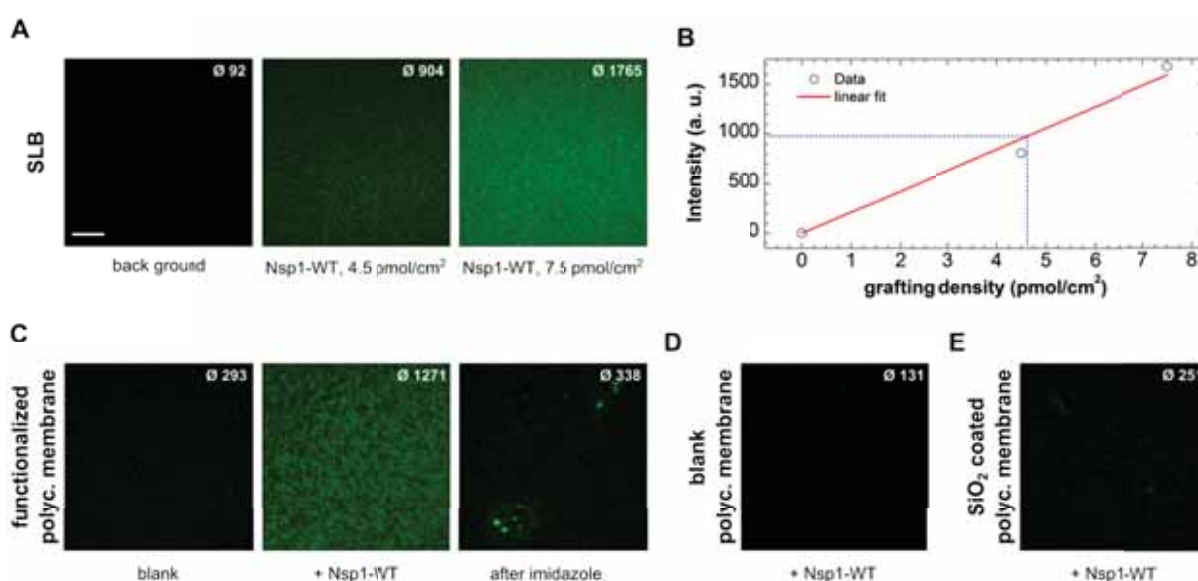 A
SLB
Ø 92
Ø 904
Ø 1765
back ground
Nsp1-WT, 4.5 pmol/cm²
Nsp1-WT, 7.5 pmol/cm²
B
Intensity (a. u.)
1500
1000
500
0
Data
linear fit
0 1 2 3 4 5 6 7 8
grafting density (pmol/cm²)
C
functionalized
polyc. membrane
Ø 293
Ø 1271
Ø 338
blank
+ Nsp1-WT
after imidazole
D
blank
polyc. membrane
Ø 131
+ Nsp1-WT
E
SiO₂ coated
polyc. membrane
Ø 251
+ Nsp1-WT